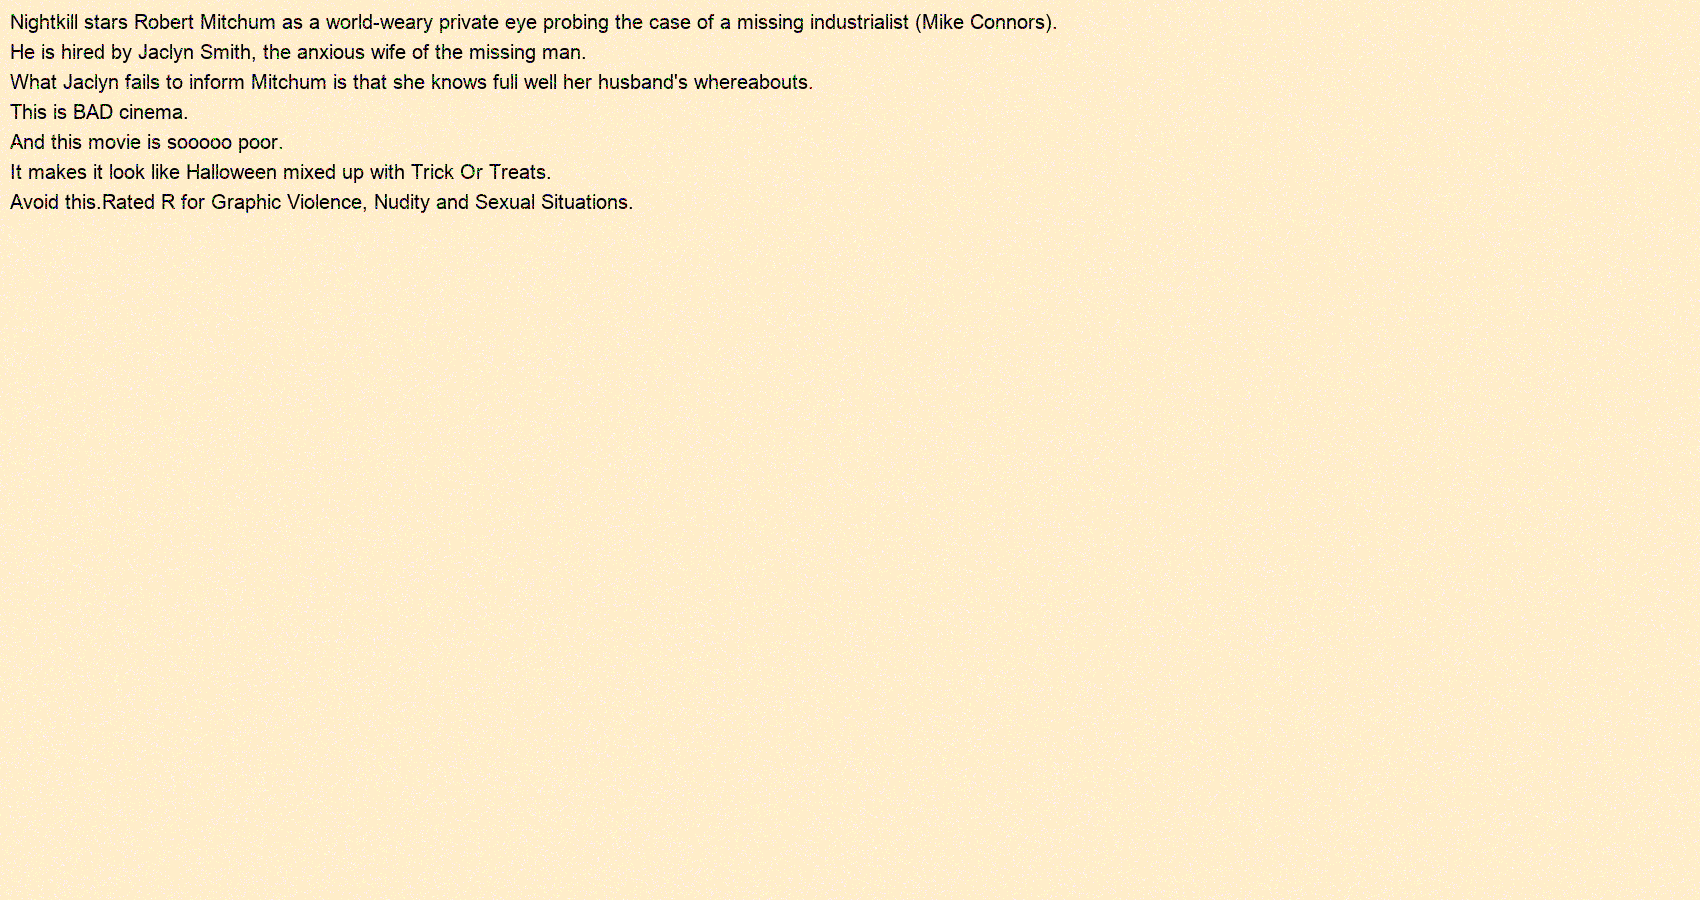 Nightkill stars Robert Mitchum as a world-weary private eye probing the case of a missing industrialist (Mike Connors).
He is hired by Jaclyn Smith, the anxious wife of the missing man.
What Jaclyn fails to inform Mitchum is that she knows full well her husband's whereabouts.
This is BAD cinema.
And this movie is sooooo poor.
It makes it look like Halloween mixed up with Trick Or Treats.
Avoid this.Rated R for Graphic Violence, Nudity and Sexual Situations.